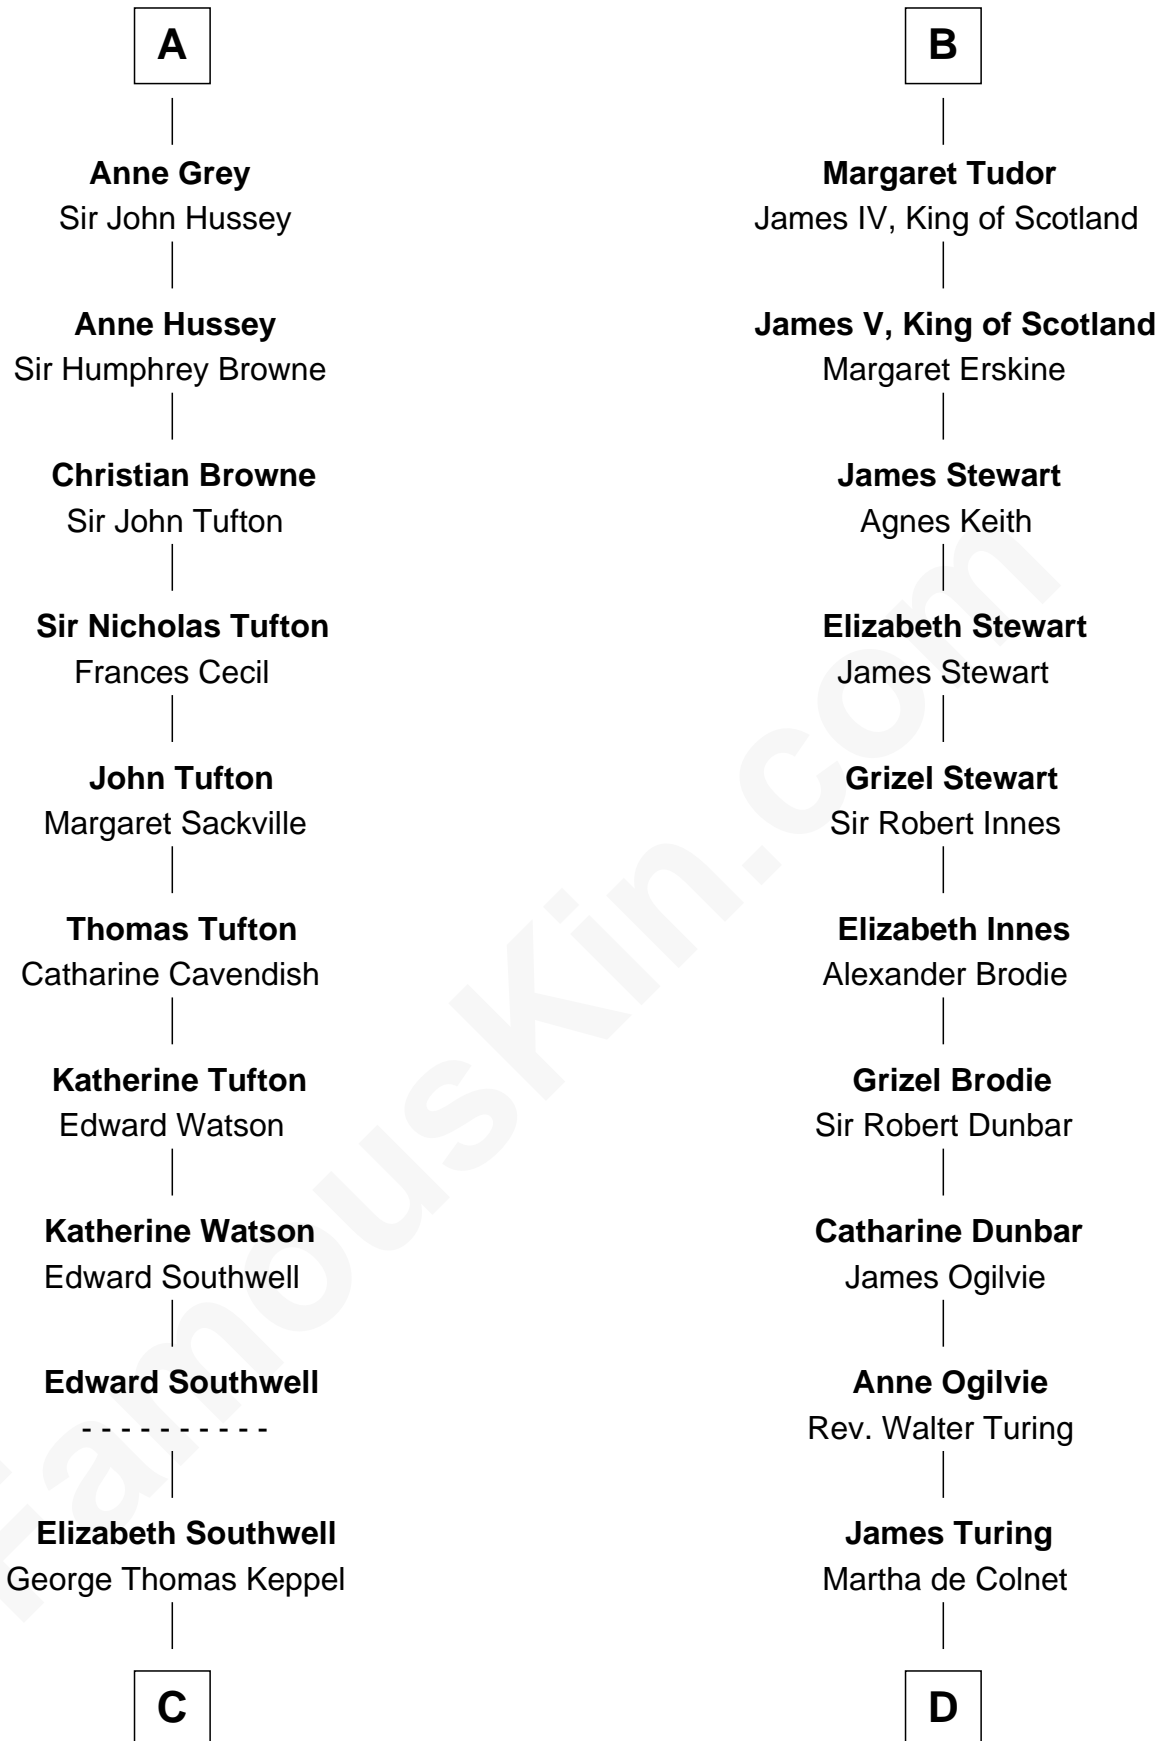 A
Anne Grey
Sir John Hussey
Anne Hussey
Sir Humphrey Browne
Christian Browne
Sir John Tufton
Sir Nicholas Tufton
Frances Cecil
John Tufton
Margaret Sackville
Thomas Tufton
Catharine Cavendish
Katherine Tufton
Edward Watson
Katherine Watson
Edward Southwell
Edward Southwell
- - - - - - - - - -
Elizabeth Southwell
George Thomas Keppel
C
B
Margaret Tudor
James IV, King of Scotland
James V, King of Scotland
Margaret Erskine
James Stewart
Agnes Keith
Elizabeth Stewart
James Stewart
Grizel Stewart
Sir Robert Innes
Elizabeth Innes
Alexander Brodie
Grizel Brodie
Sir Robert Dunbar
Catharine Dunbar
James Ogilvie
Anne Ogilvie
Rev. Walter Turing
James Turing
Martha de Colnet
D
FamousKin.com